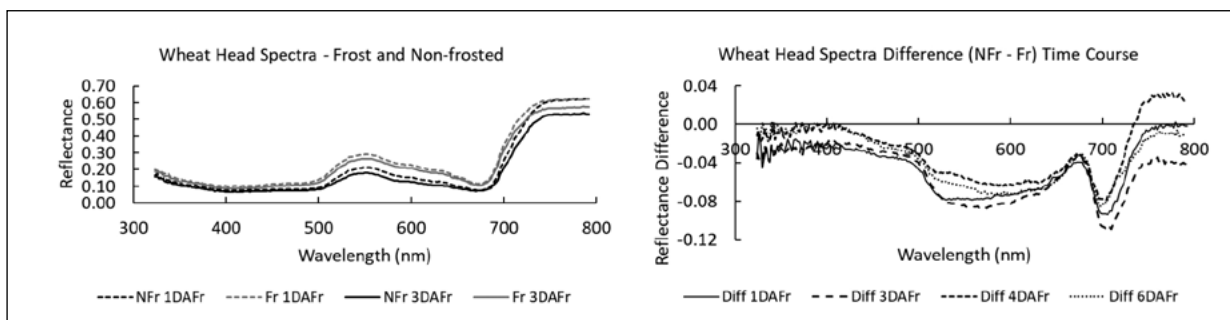 Wheat Head Spectra - Frost and Non-frosted
0.70
0.60
0.50
0.40
0.30
0.20
0.10
0.00
Reflectance
300 400 500 600 700 800
Wavelength (nm)
NFr 1DAFr Fr 1DAFr NFr 3DAFr Fr 3DAFr
Wheat Head Spectra Difference (NFr - Fr) Time Course
0.04
0.00
-0.04
-0.08
-0.12
Reflectance Difference
300 400 500 600 700 800
Wavelength (nm)
Diff 1DAFr Diff 3DAFr Diff 4DAFr Diff 6DAFr